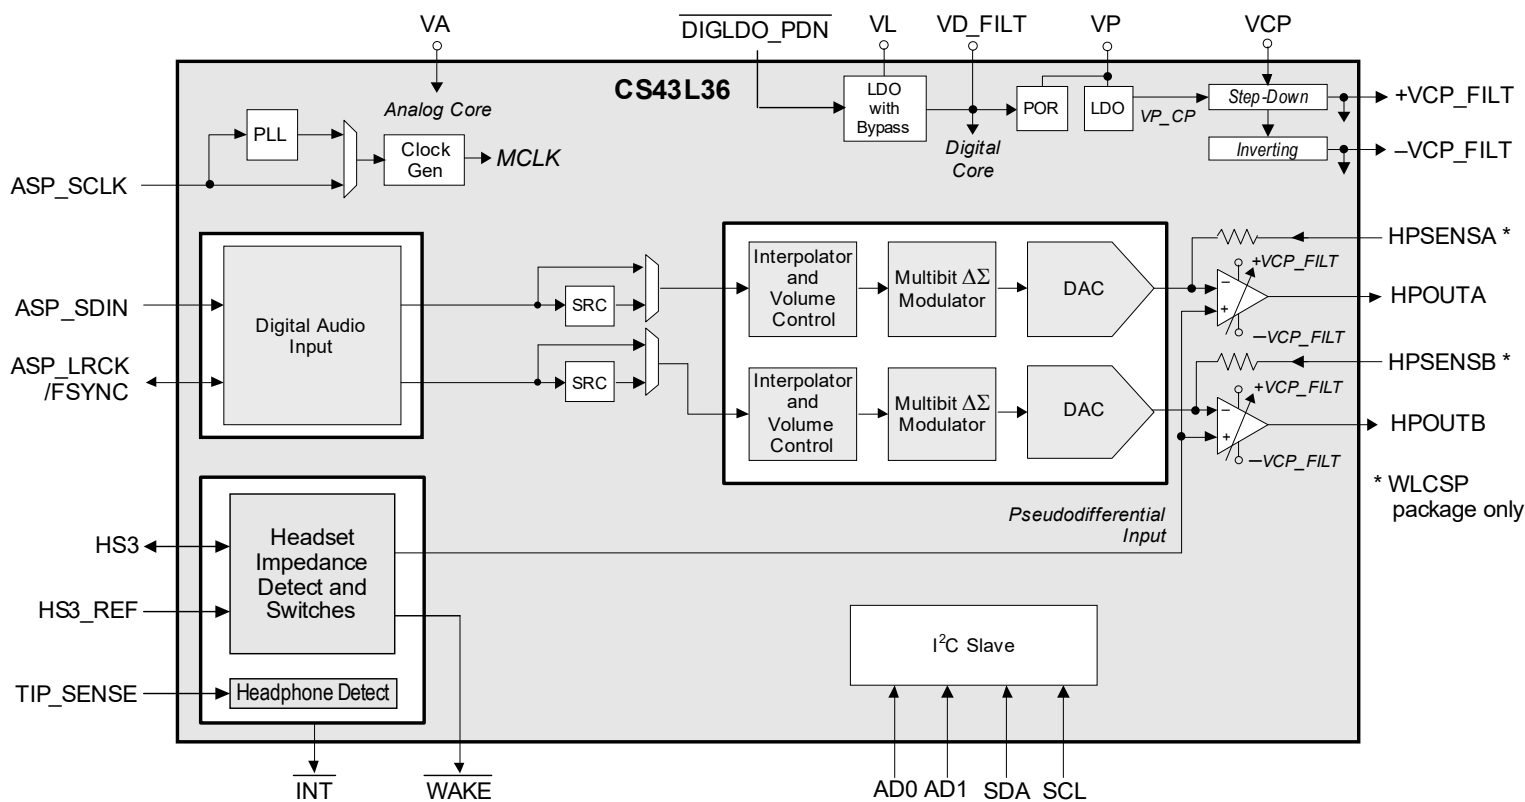 VA
DIGLDO_PDN
VL
VD_FILT
VP
VCP
CS43L36
Analog Core
LDO
with
Bypass
POR
LDO
VP_CP
Step-Down
+VCP_FILT
Inverting
–VCP_FILT
Digital
Core
PLL
Clock
Gen
MCLK
ASP_SCLK
ASP_SDIN
ASP_LRCK
/FSYNC
Digital Audio
Input
SRC
SRC
Interpolator
and
Volume
Control
Multibit ΔΣ
Modulator
DAC
Interpolator
and
Volume
Control
Multibit ΔΣ
Modulator
DAC
HPSENSA *
+VCP_FILT
–
+
HPOUTA
–VCP_FILT
HPSENSB *
+VCP_FILT
–
+
HPOUTB
–VCP_FILT
* WLCSP
package only
Pseudodifferential
Input
HS3
HS3_REF
Headset
Impedance
Detect and
Switches
TIP_SENSE
Headphone Detect
I²C Slave
INT
WAKE
AD0
AD1
SDA
SCL